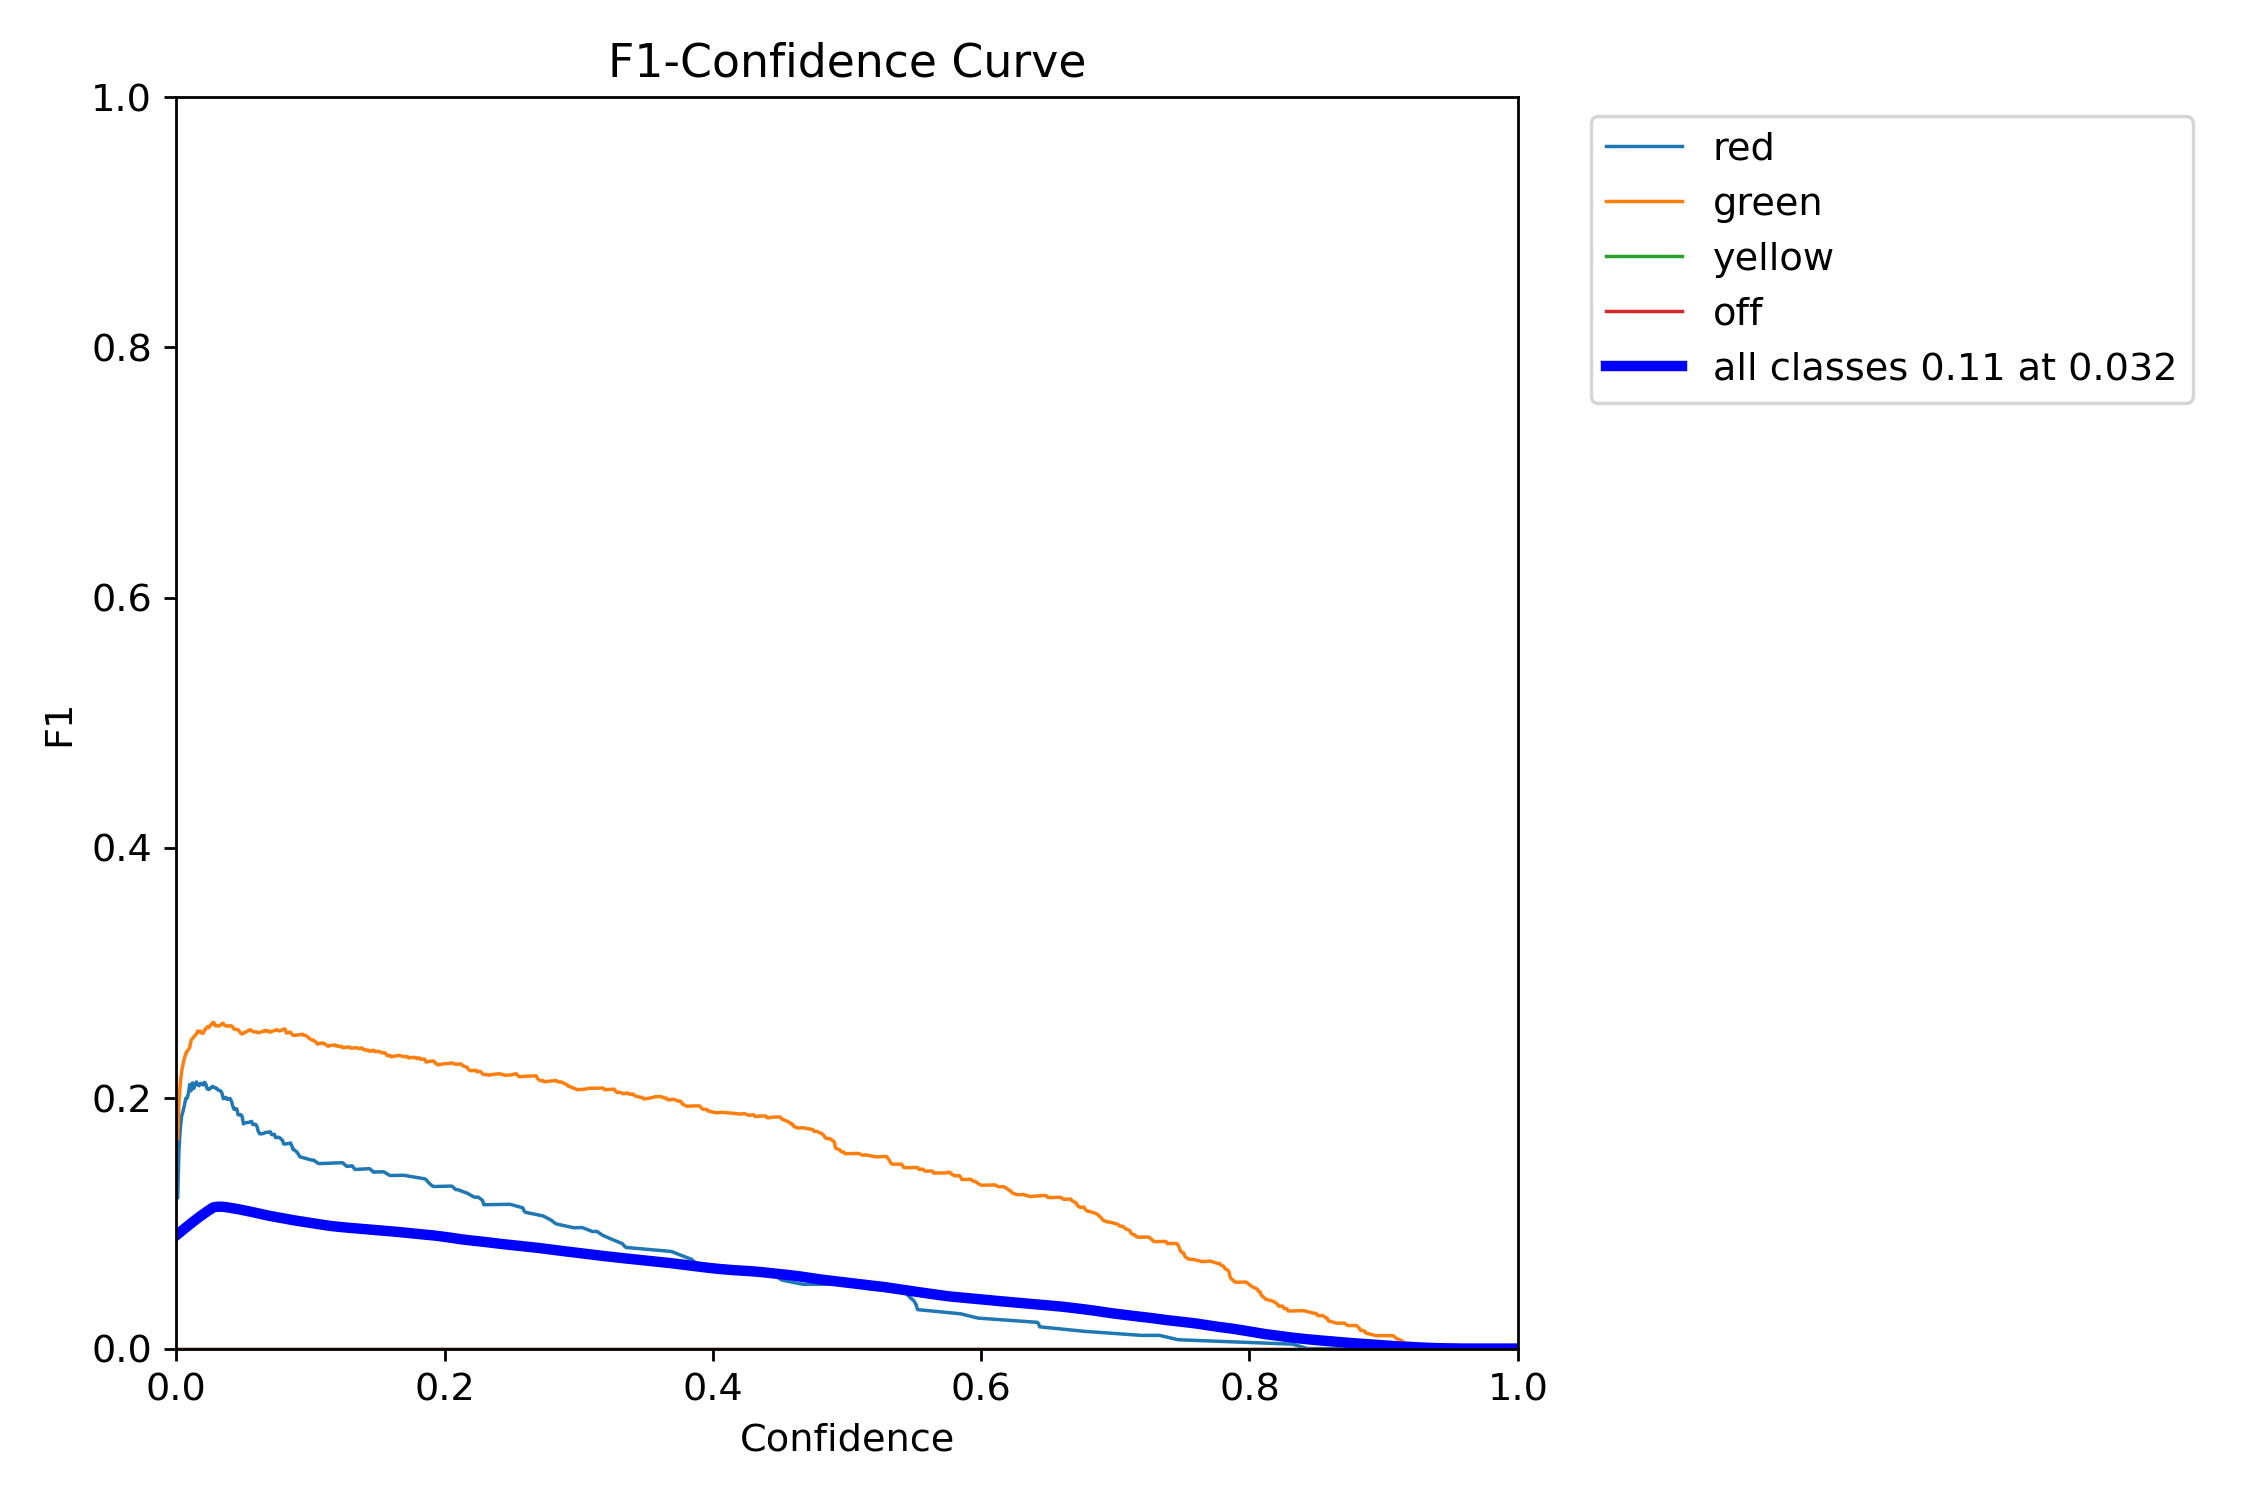 F1-Confidence Curve
1.0
0.8
0.6
0.4
0.2
0.0
F1
0.0 0.2 0.4 0.6 0.8 1.0
Confidence
red
green
yellow
off
all classes 0.11 at 0.032